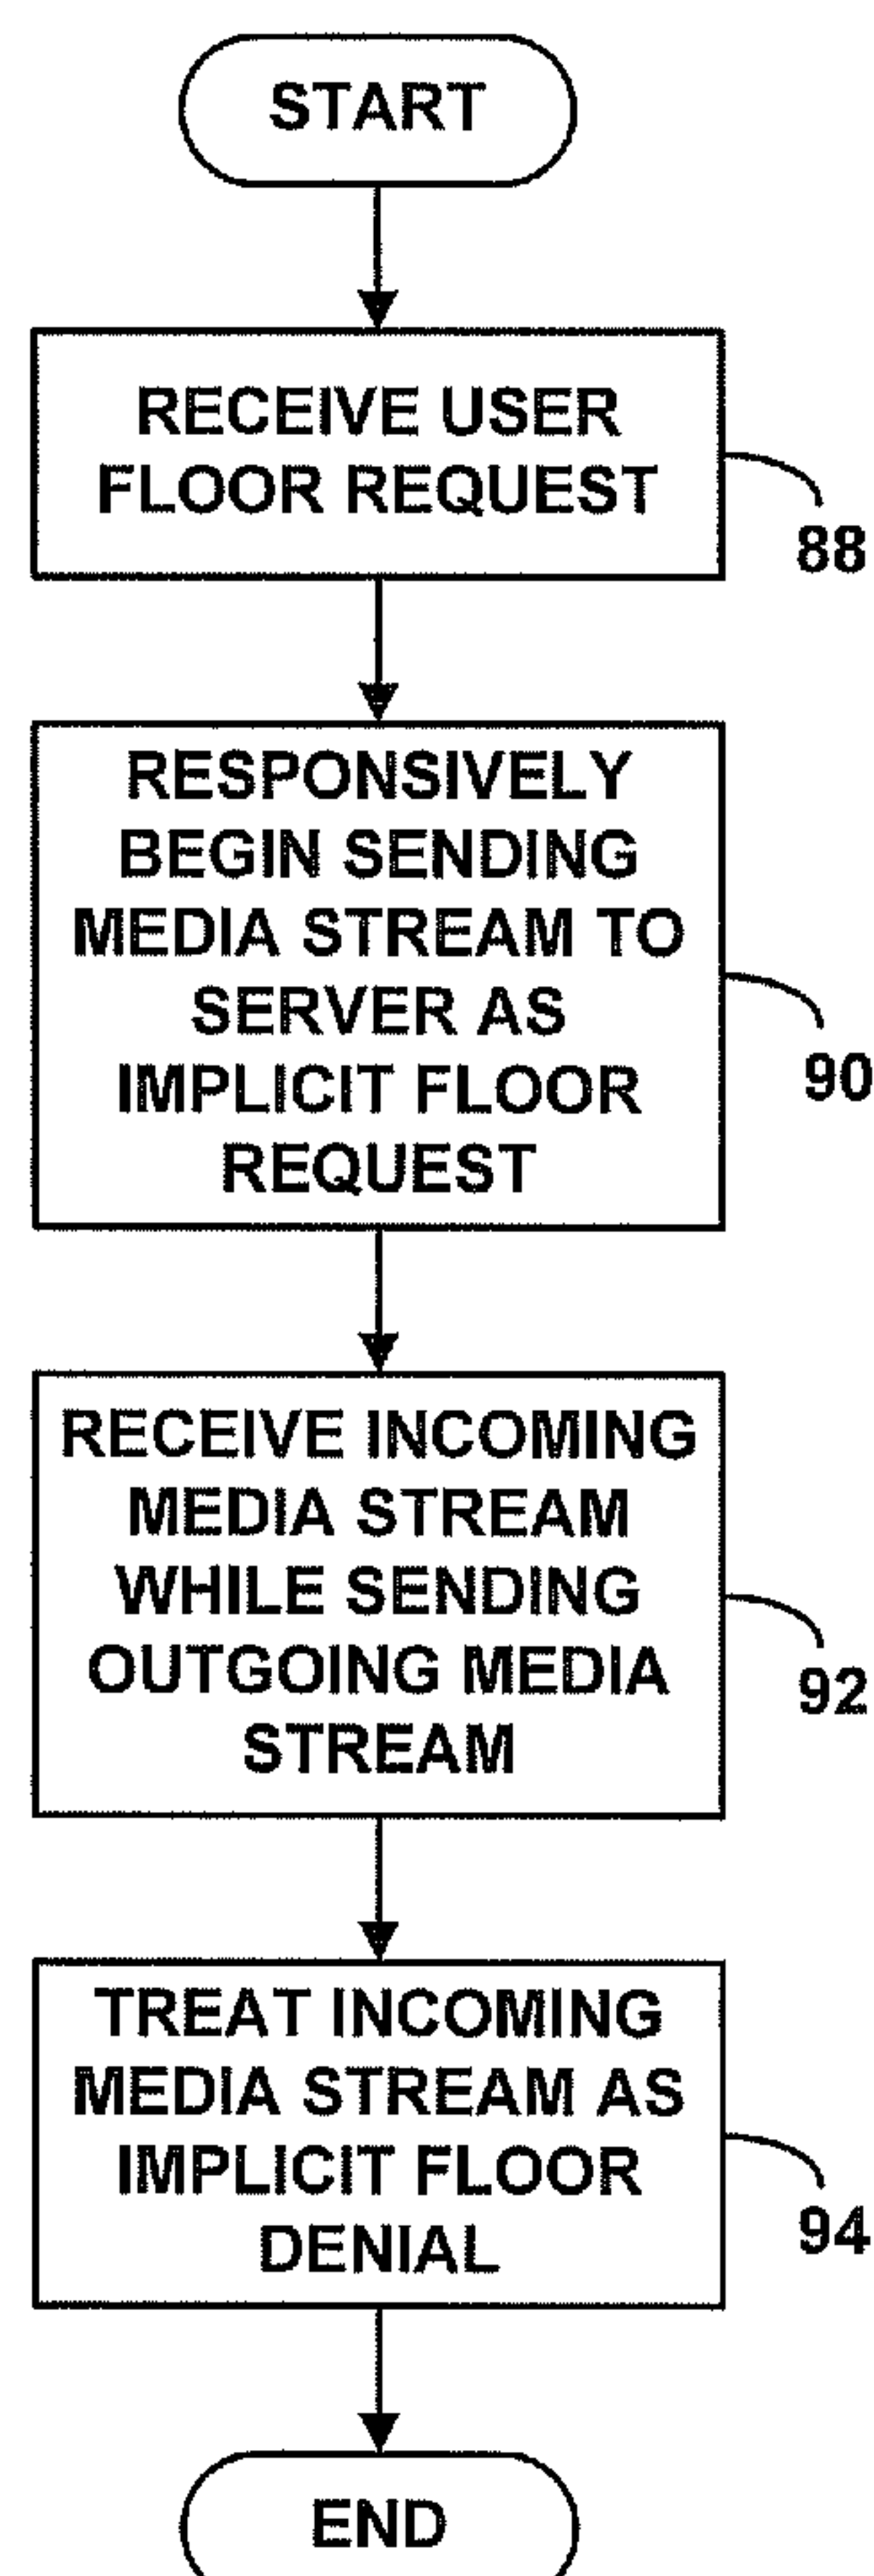 START
RECEIVE USER
FLOOR REQUEST
88
RESPONSIVELY
BEGIN SENDING
MEDIA STREAM TO
SERVER AS
IMPLICIT FLOOR
REQUEST
90
RECEIVE INCOMING
MEDIA STREAM
WHILE SENDING
OUTGOING MEDIA
STREAM
92
TREAT INCOMING
MEDIA STREAM AS
IMPLICIT FLOOR
DENIAL
94
END